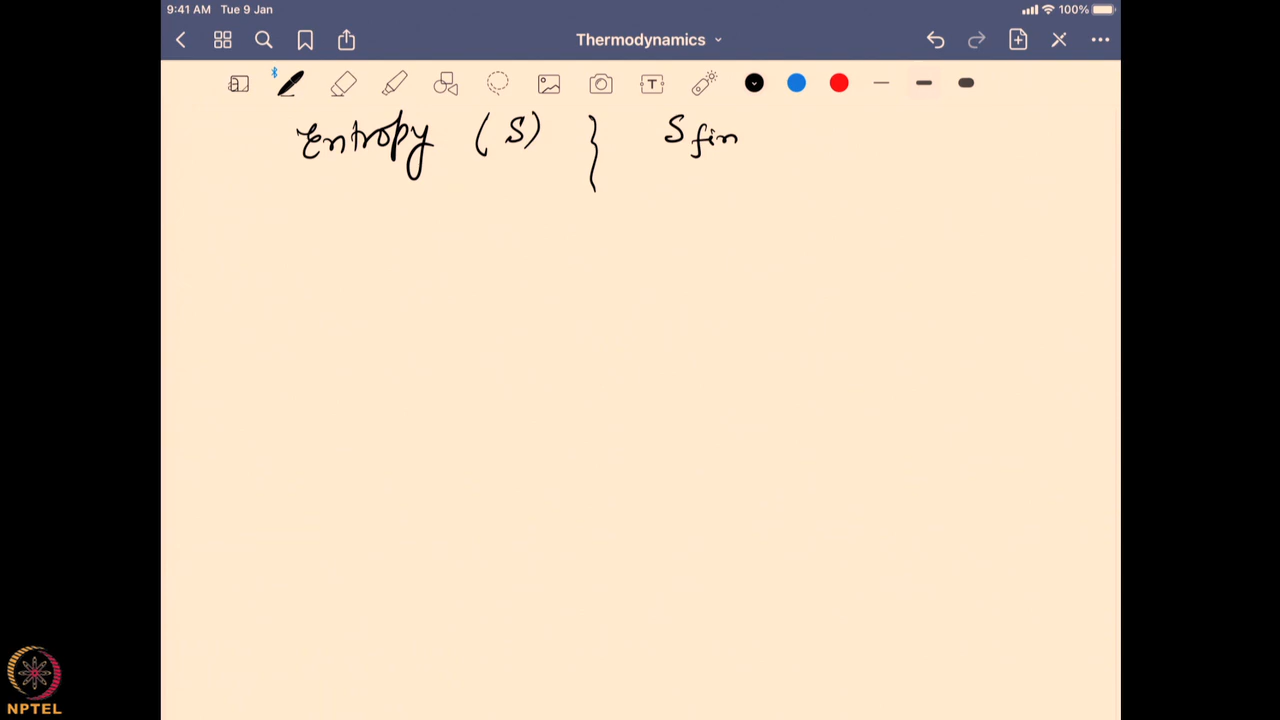 9:41 AM Tue 9 Jan 100%
Thermodynamics
T
Entropy (S) } S fin
NPTEL